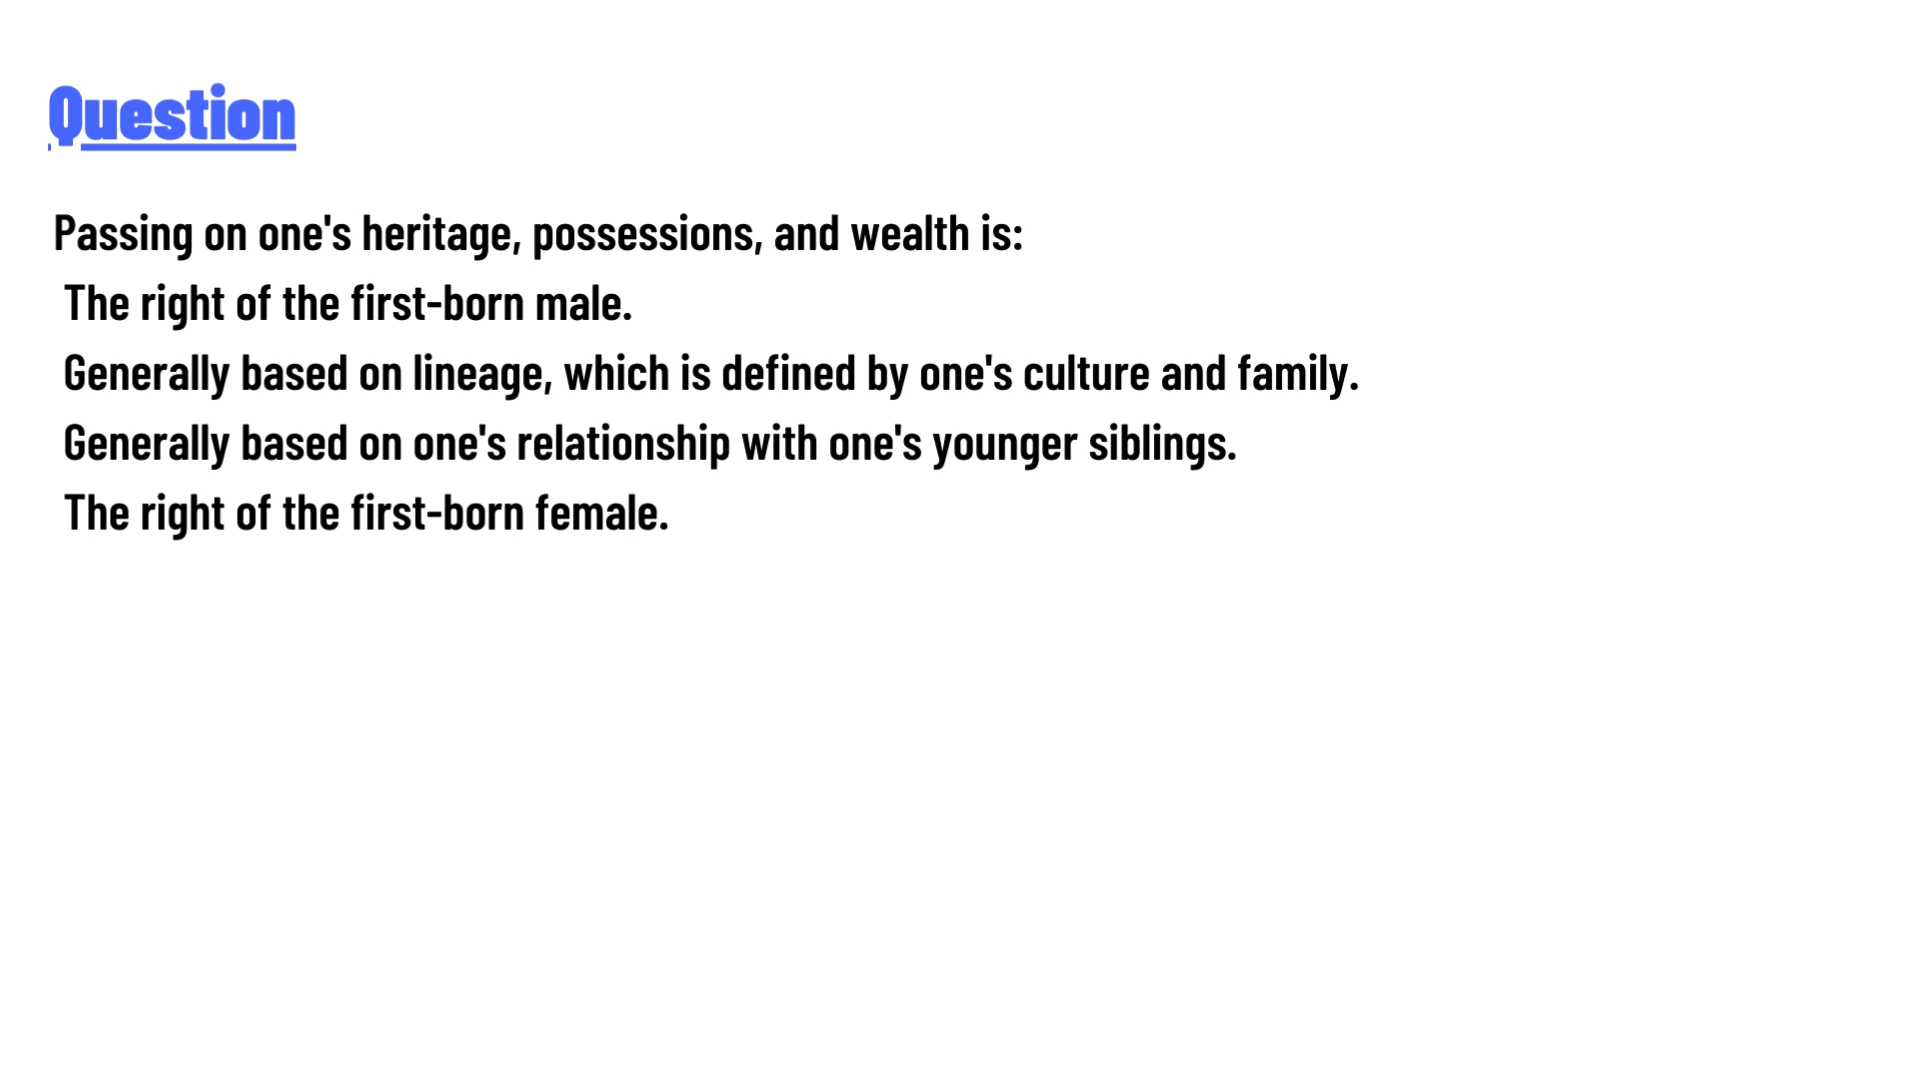 Question
Passing on one's heritage, possessions, and wealth is:
The right of the first-born male.
Generally based on lineage, which is defined by one's culture and family.
Generally based on one's relationship with one's younger siblings.
The right of the first-born female.